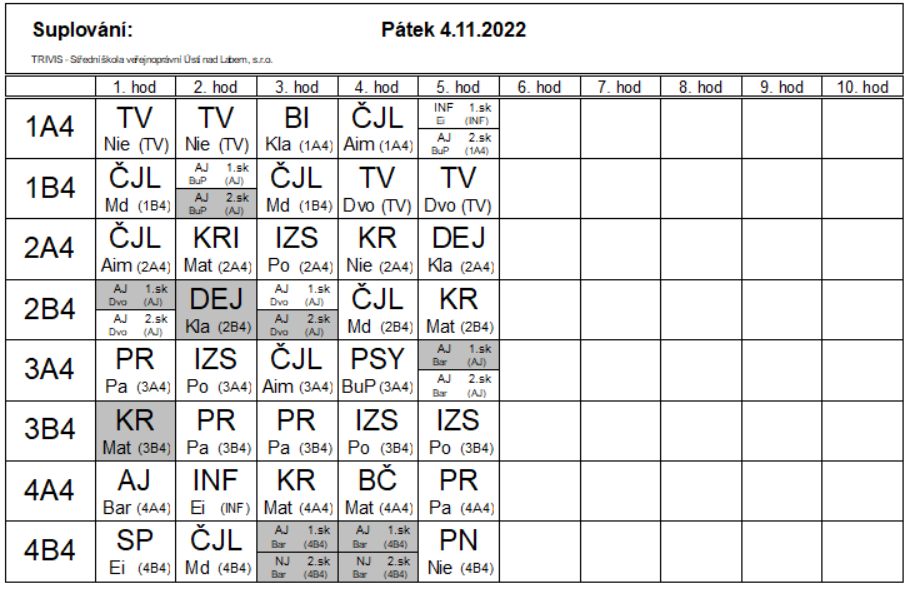 Suplování: Pátek 4.11.2022
TRIVIS - Střední škola veřejnoprávní Ústí nad Labem, s.r.o.
1. hod 2. hod 3. hod 4. hod 5. hod 6. hod 7. hod 8. hod 9. hod 10. hod
1A4 TV TV BI ČJL INF 1.sk
Ei (INF)
AJ 2.sk
Nie (TV) Nie (TV) Kla (1A4) Aim (1A4) BuP (1A4)
1B4 ČJL AJ 1.sk ČJL TV TV
BuP (AJ)
AJ 2.sk
Md (1B4) BuP (AJ) Md (1B4) Dvo (TV) Dvo (TV)
2A4 ČJL KRI IZS KR DEJ
Aim (2A4) Mat (2A4) Po (2A4) Nie (2A4) Kla (2A4)
2B4 AJ 1.sk DEJ AJ 1.sk ČJL KR
Dvo (AJ) Dvo (AJ)
AJ 2.sk AJ 2.sk
Dvo (AJ) Kla (2B4) Dvo (AJ) Md (2B4) Mat (2B4)
3A4 PR IZS ČJL PSY AJ 1.sk
Bar (AJ)
AJ 2.sk
Pa (3A4) Po (3A4) Aim (3A4) BuP (3A4) Bar (AJ)
3B4 KR PR PR IZS IZS
Mat (3B4) Pa (3B4) Pa (3B4) Po (3B4) Po (3B4)
4A4 AJ INF KR BČ PR
Bar (4A4) Ei (INF) Mat (4A4) Mat (4A4) Pa (4A4)
4B4 SP ČJL AJ 1.sk AJ 1.sk PN
Bar (4B4) Bar (4B4)
NJ 2.sk NJ 2.sk
Ei (4B4) Md (4B4) Bar (4B4) Bar (4B4) Nie (4B4)